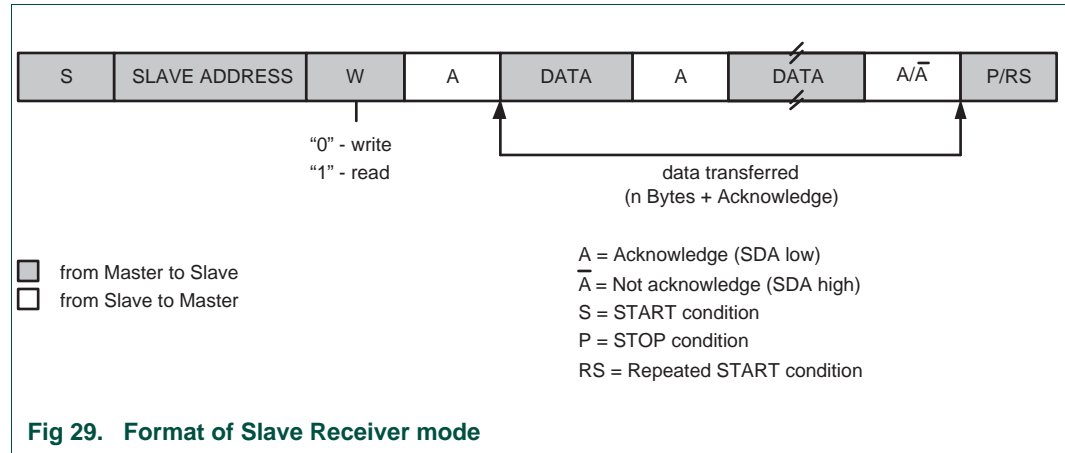 S SLAVE ADDRESS W A DATA A DATA A/A̅ P/RS
“0” - write
“1” - read
data transferred
(n Bytes + Acknowledge)
from Master to Slave
from Slave to Master
A = Acknowledge (SDA low)
A̅ = Not acknowledge (SDA high)
S = START condition
P = STOP condition
RS = Repeated START condition
Fig 29. Format of Slave Receiver mode